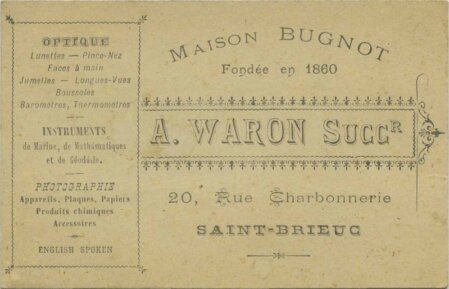 OPTIQUE
Lunettes — Pince-Nez
Faces à main
Jumelles — Longues-Vues
Boussoles
Baromètres, Thermomètres
INSTRUMENTS
de Marine, de Mathématiques
et de Géodésie.
PHOTOGRAPHIE
Appareils, Plaques, Papiers
Produits chimiques
Accessoires
ENGLISH SPOKEN
MAISON BUGNOT
Fondée en 1860
A. WARON SUCCR
20, Rue Charbonnerie
SAINT-BRIEUC